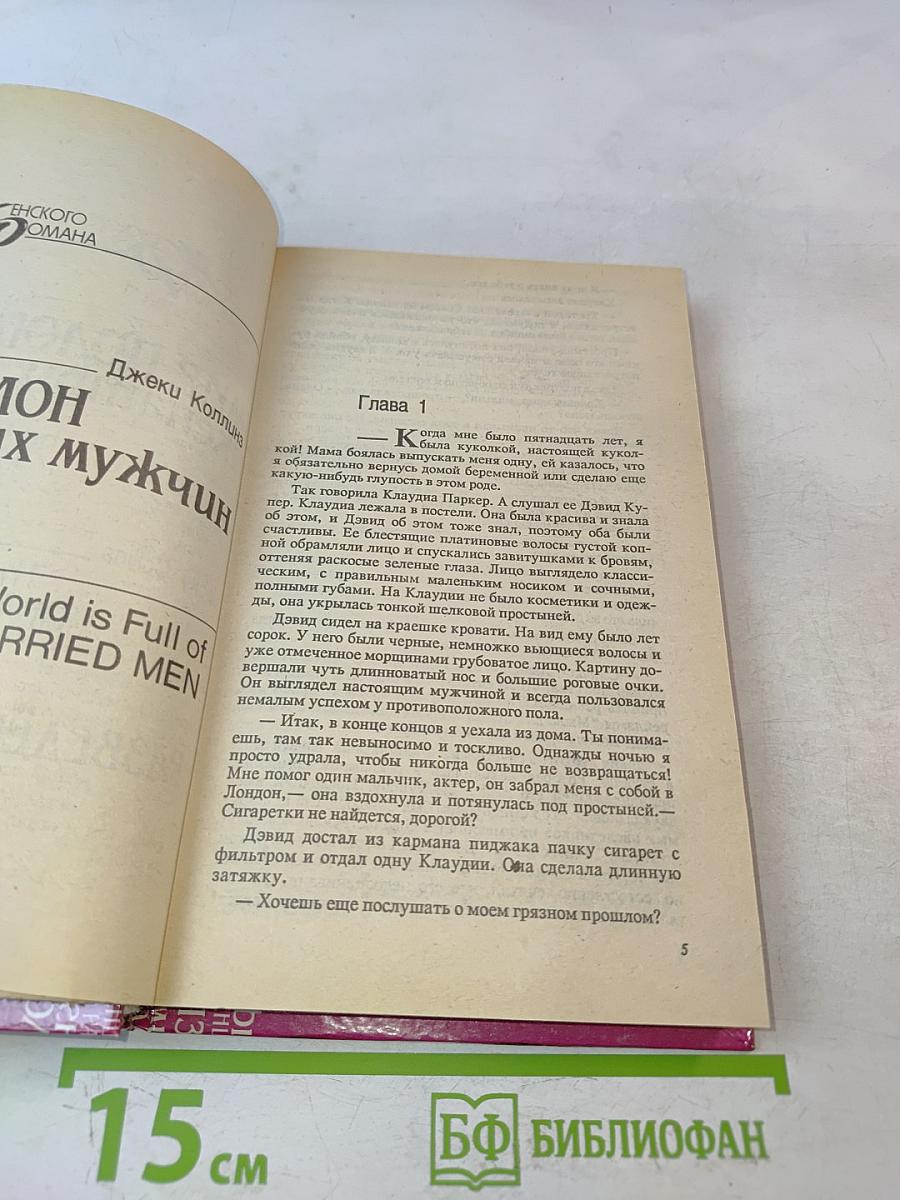 ЕНСКОГО
РОМАНА
Джеки Коллинз
МОН
ЫХ МУЖЧИН
World is Full of
RRIED MEN
Глава 1
— Когда мне было пятнадцать лет, я
была куколкой, настоящей кукол-
кой! Мама боялась выпускать меня одну, ей казалось, что
я обязательно вернусь домой беременной или сделаю еще
какую-нибудь глупость в этом роде.
Так говорила Клаудиа Паркер. А слушал ее Дэвид Ку-
пер. Клаудиа лежала в постели. Она была красива и знала
об этом, и Дэвид об этом тоже знал, поэтому оба были
счастливы. Ее блестящие платиновые волосы густой коп-
ной обрамляли лицо и спускались завитушками к бровям,
оттеняя раскосые зеленые глаза. Лицо выглядело класси-
ческим, с правильным маленьким носиком и сочными,
полными губами. На Клаудии не было косметики и одеж-
ды, она укрылась тонкой шелковой простыней.
Дэвид сидел на краешке кровати. На вид ему было лет
сорок. У него были черные, немножко вьющиеся волосы и
уже отмеченное морщинами грубоватое лицо. Картину до-
вершали чуть длинноватый нос и большие роговые очки.
Он выглядел настоящим мужчиной и всегда пользовался
немалым успехом у противоположного пола.
— Итак, в конце концов я уехала из дома. Ты понима-
ешь, там так невыносимо и тоскливо. Однажды ночью я
просто удрала, чтобы никогда больше не возвращаться!
Мне помог один мальчик, актер, он забрал меня с собой в
Лондон,— она вздохнула и потянулась под простыней.—
Сигаретки не найдется, дорогой?
Дэвид достал из кармана пиджака пачку сигарет с
фильтром и отдал одну Клаудии. Она сделала длинную
затяжку.
— Хочешь еще послушать о моем грязном прошлом?
5
15 см
БФ БИБЛИОФАН